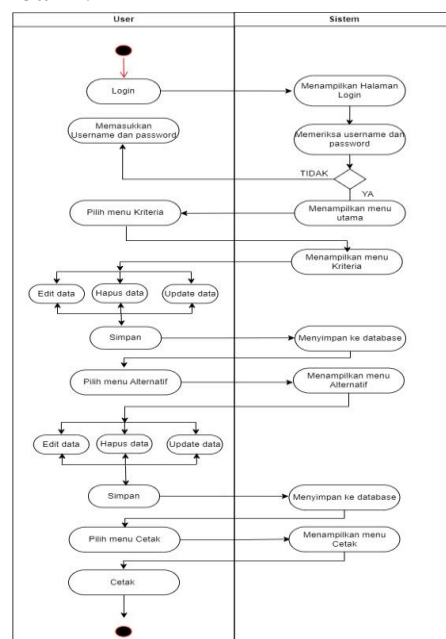 User
Sistem
Login
Menampilkan Halaman
Login
Memasukkan
Username dan password
Memeriksa username dan
password
TIDAK
YA
Pilih menu Kriteria
Menampilkan menu
utama
Menampilkan menu
Kriteria
Edit data
Hapus data
Update data
Simpan
Menyimpan ke database
Pilih menu Alternatif
Menampilkan menu
Alternatif
Edit data
Hapus data
Update data
Simpan
Menyimpan ke database
Pilih menu Cetak
Menampilkan menu
Cetak
Cetak